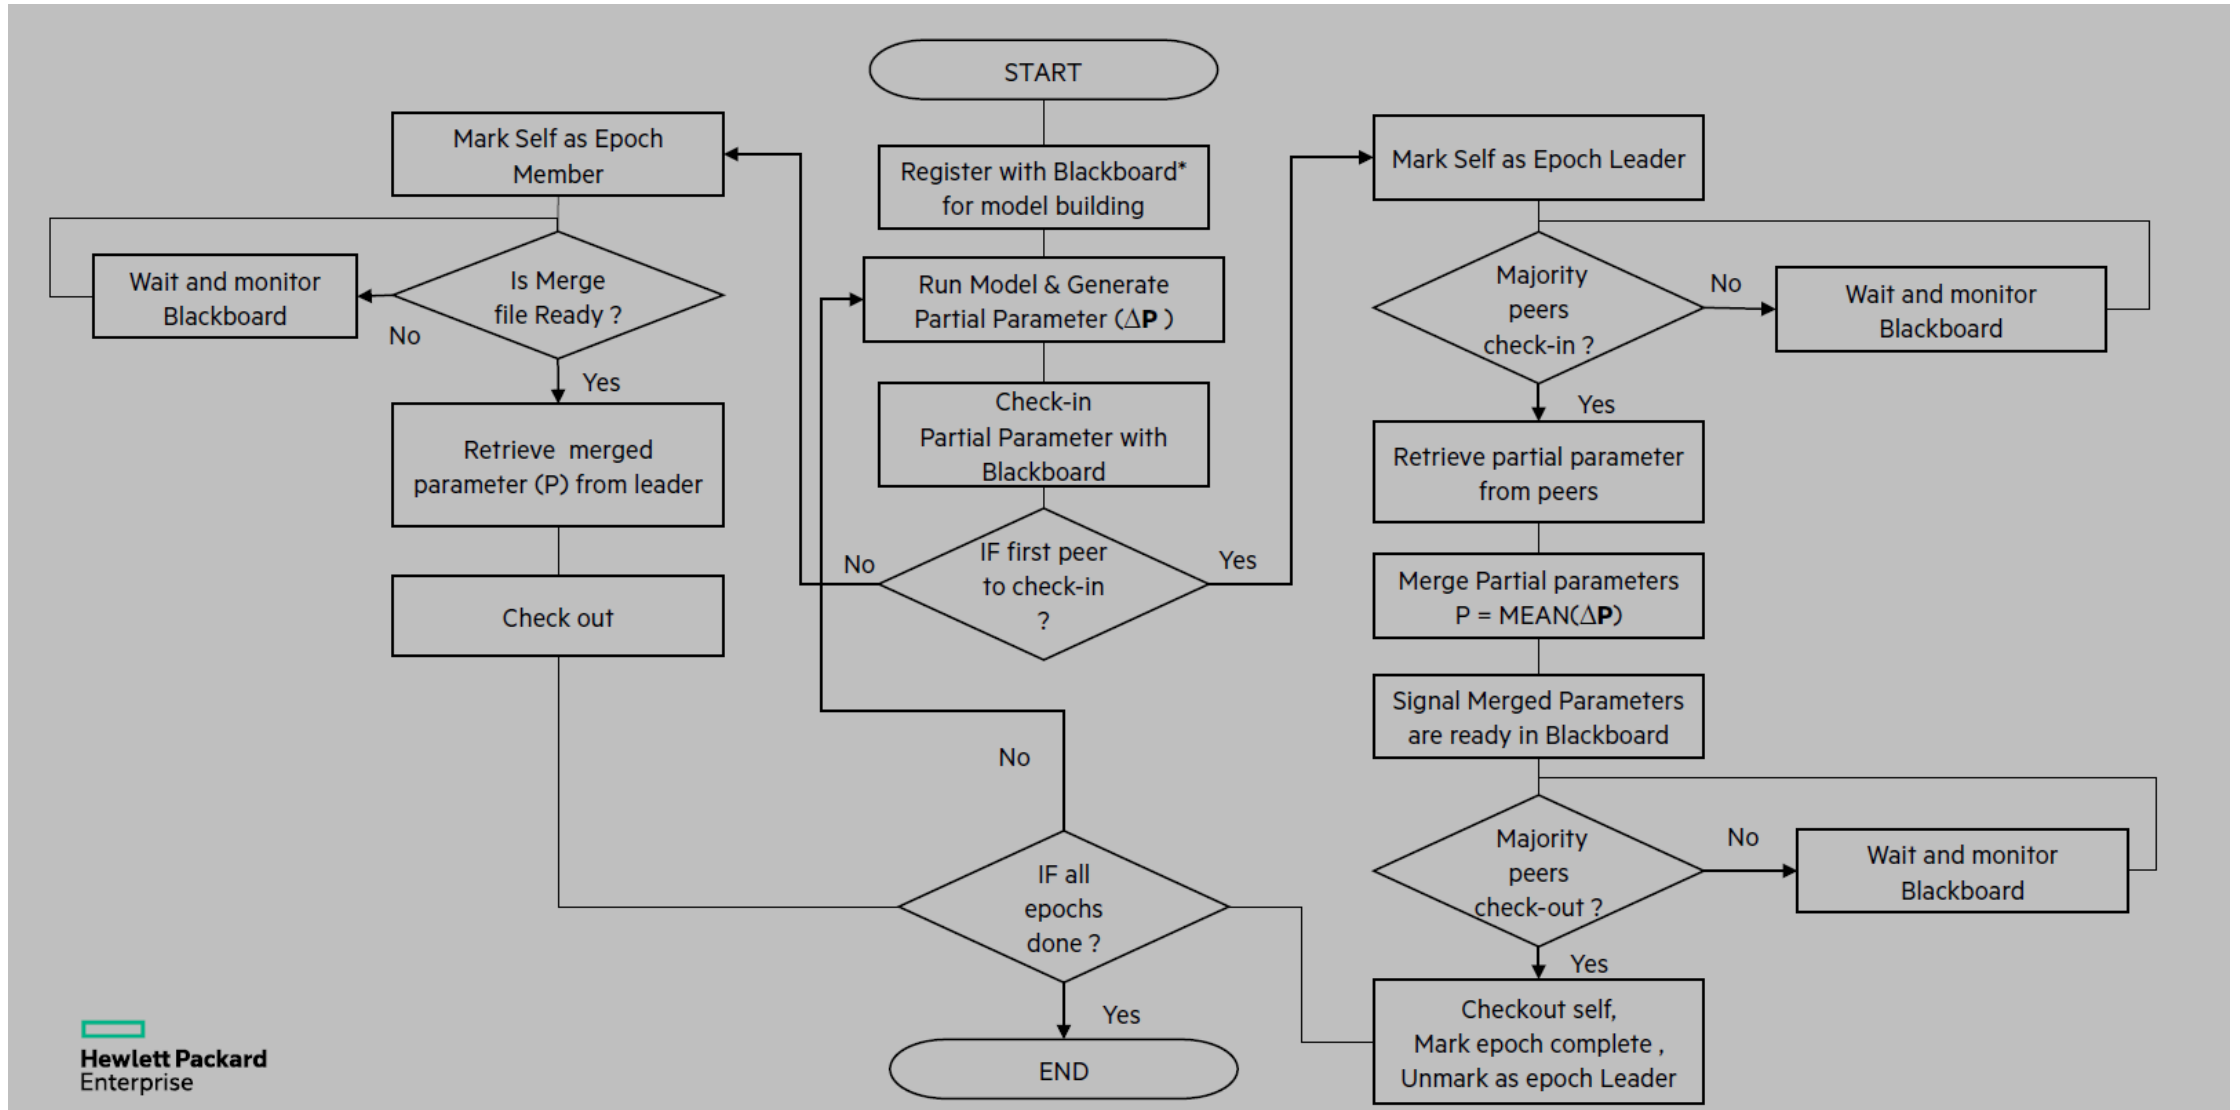 START
Register with Blackboard*
for model building
Run Model & Generate
Partial Parameter (∆P )
Check-in
Partial Parameter with
Blackboard
IF first peer
to check-in
?
No
Yes
Mark Self as Epoch
Member
Is Merge
file Ready ?
No
Wait and monitor
Blackboard
Yes
Retrieve merged
parameter (P) from leader
Check out
Mark Self as Epoch Leader
Majority
peers
check-in ?
No
Wait and monitor
Blackboard
Yes
Retrieve partial parameter
from peers
Merge Partial parameters
P = MEAN(∆P)
Signal Merged Parameters
are ready in Blackboard
Majority
peers
check-out ?
No
Wait and monitor
Blackboard
Yes
Checkout self,
Mark epoch complete ,
Unmark as epoch Leader
No
IF all
epochs
done ?
Yes
END
Hewlett Packard
Enterprise